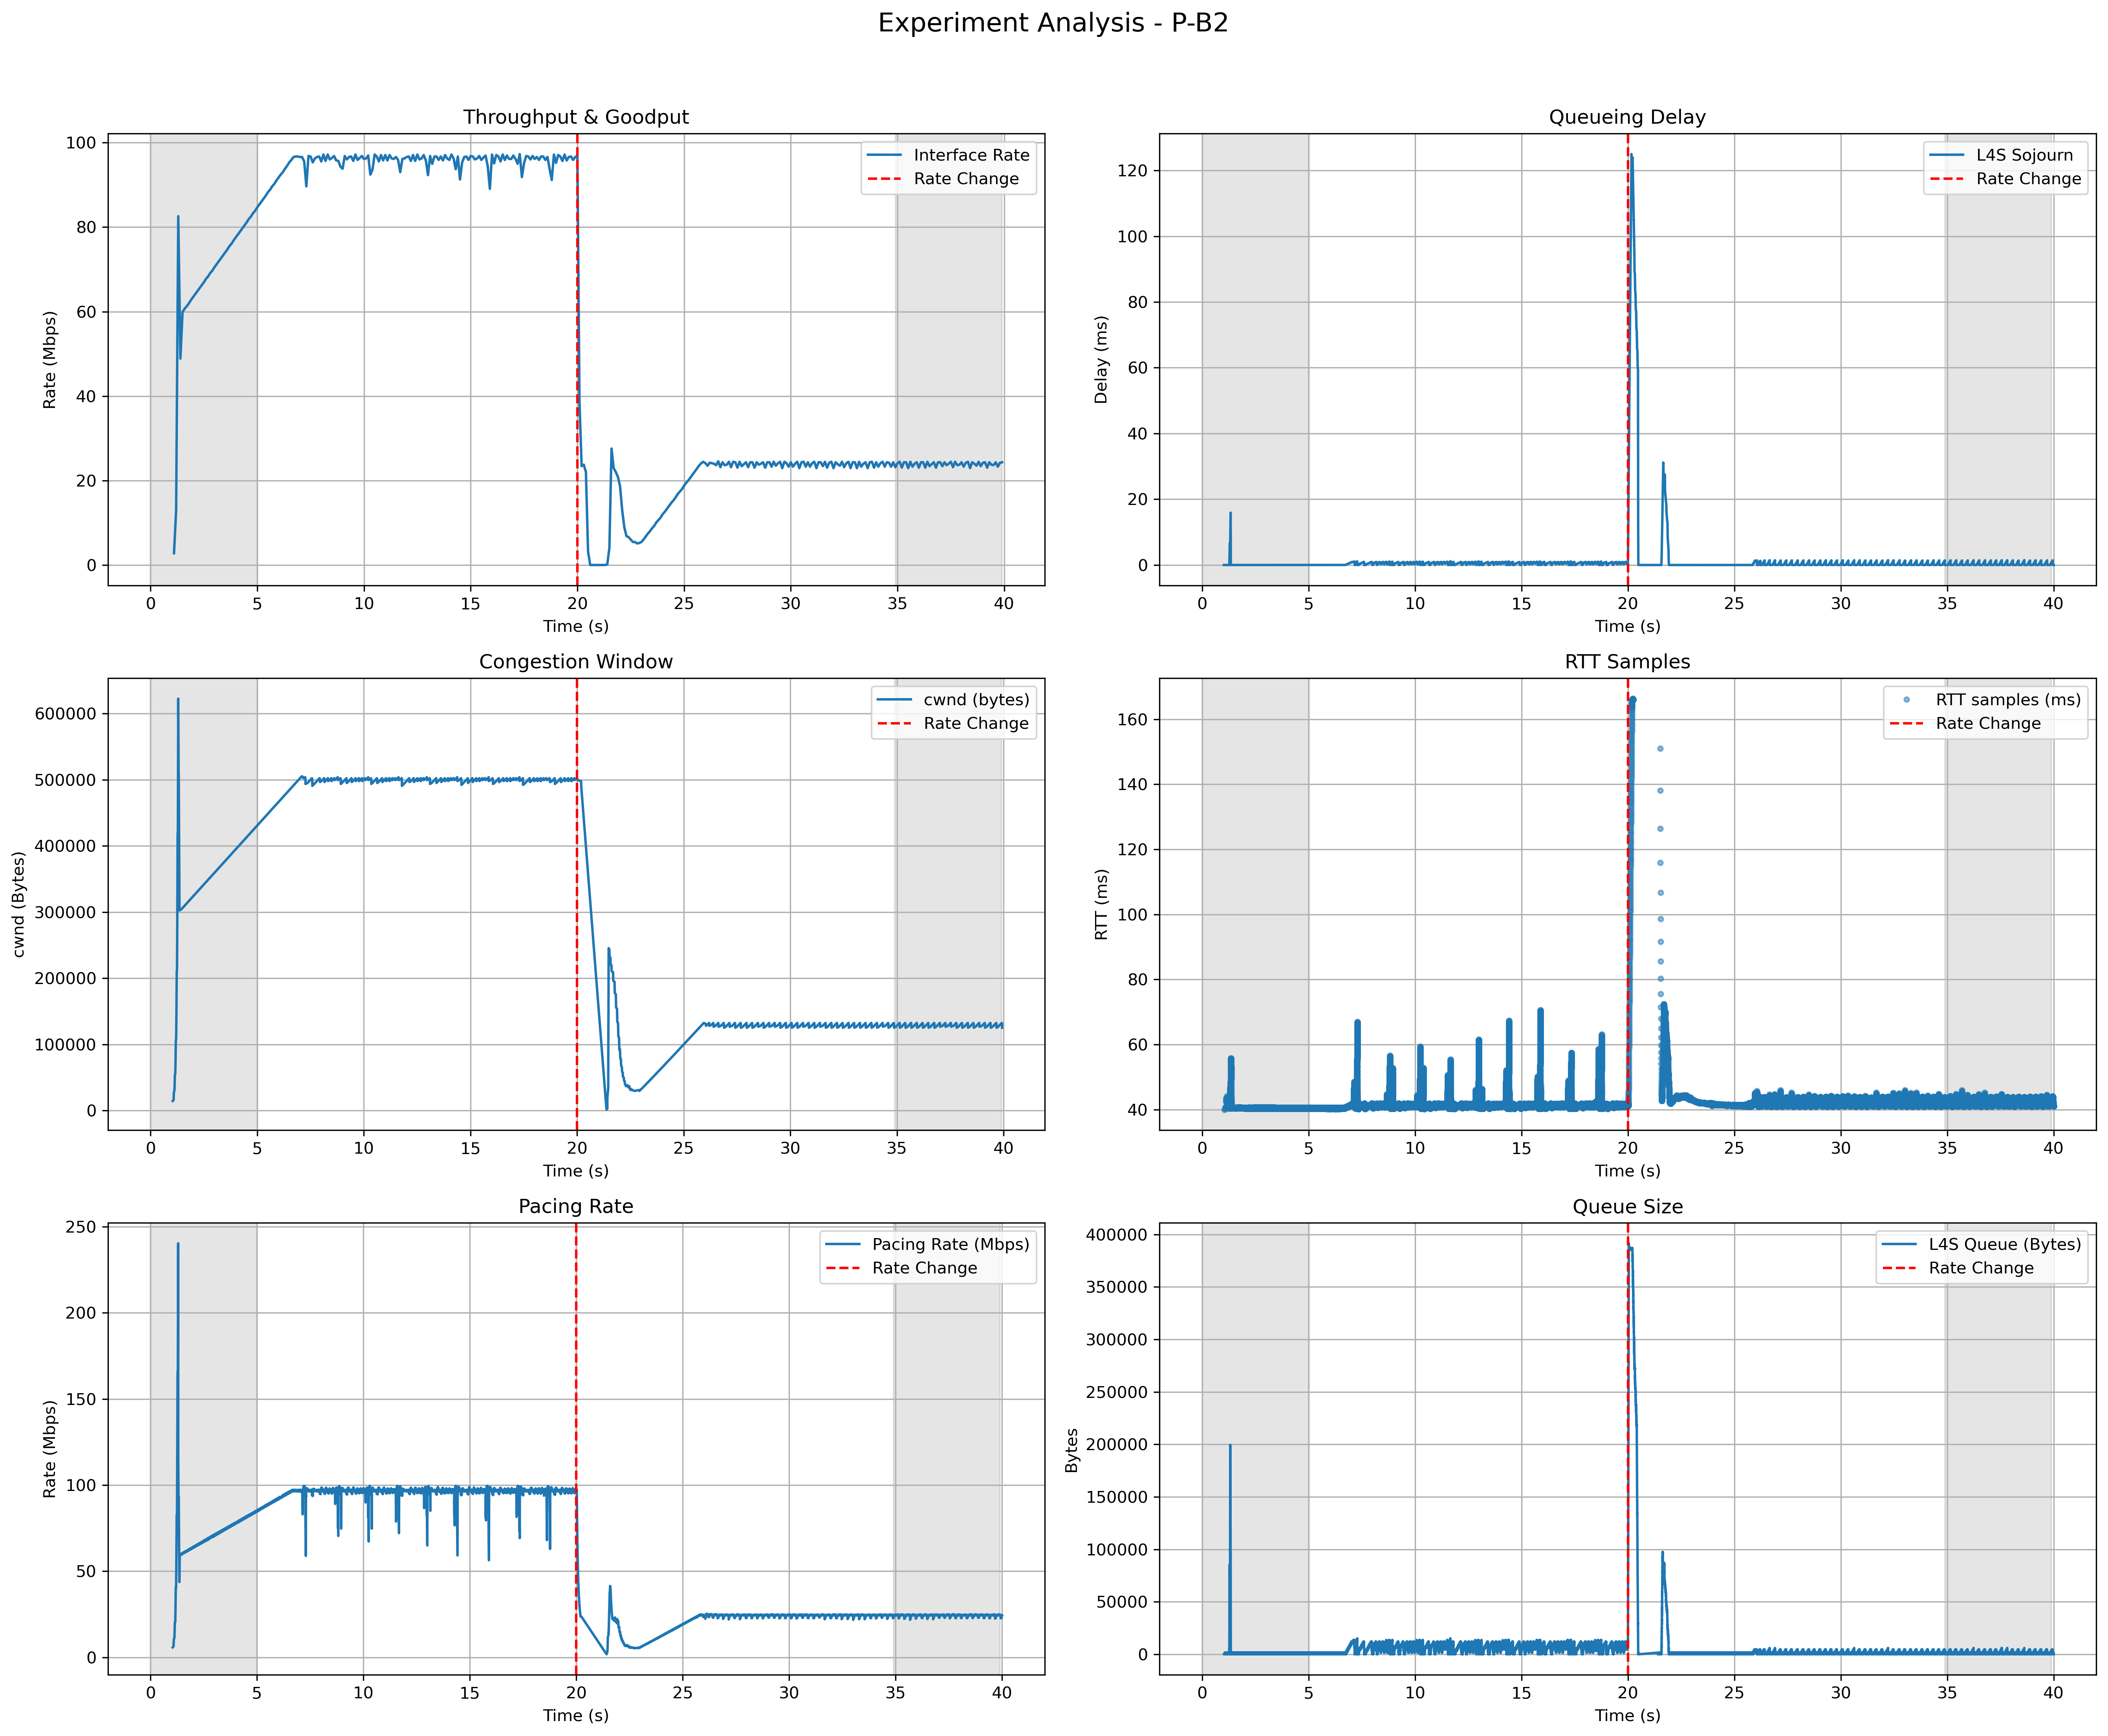 Experiment Analysis - P-B2
Throughput & Goodput
Rate (Mbps)
100
80
60
40
20
0
Interface Rate
Rate Change
0 5 10 15 20 25 30 35 40
Time (s)
Queueing Delay
Delay (ms)
120
100
80
60
40
20
0
L4S Sojourn
Rate Change
0 5 10 15 20 25 30 35 40
Time (s)
Congestion Window
cwnd (Bytes)
600000
500000
400000
300000
200000
100000
0
cwnd (bytes)
Rate Change
0 5 10 15 20 25 30 35 40
Time (s)
RTT Samples
RTT (ms)
160
140
120
100
80
60
40
RTT samples (ms)
Rate Change
0 5 10 15 20 25 30 35 40
Time (s)
Pacing Rate
Rate (Mbps)
250
200
150
100
50
0
Pacing Rate (Mbps)
Rate Change
0 5 10 15 20 25 30 35 40
Time (s)
Queue Size
Bytes
400000
350000
300000
250000
200000
150000
100000
50000
0
L4S Queue (Bytes)
Rate Change
0 5 10 15 20 25 30 35 40
Time (s)